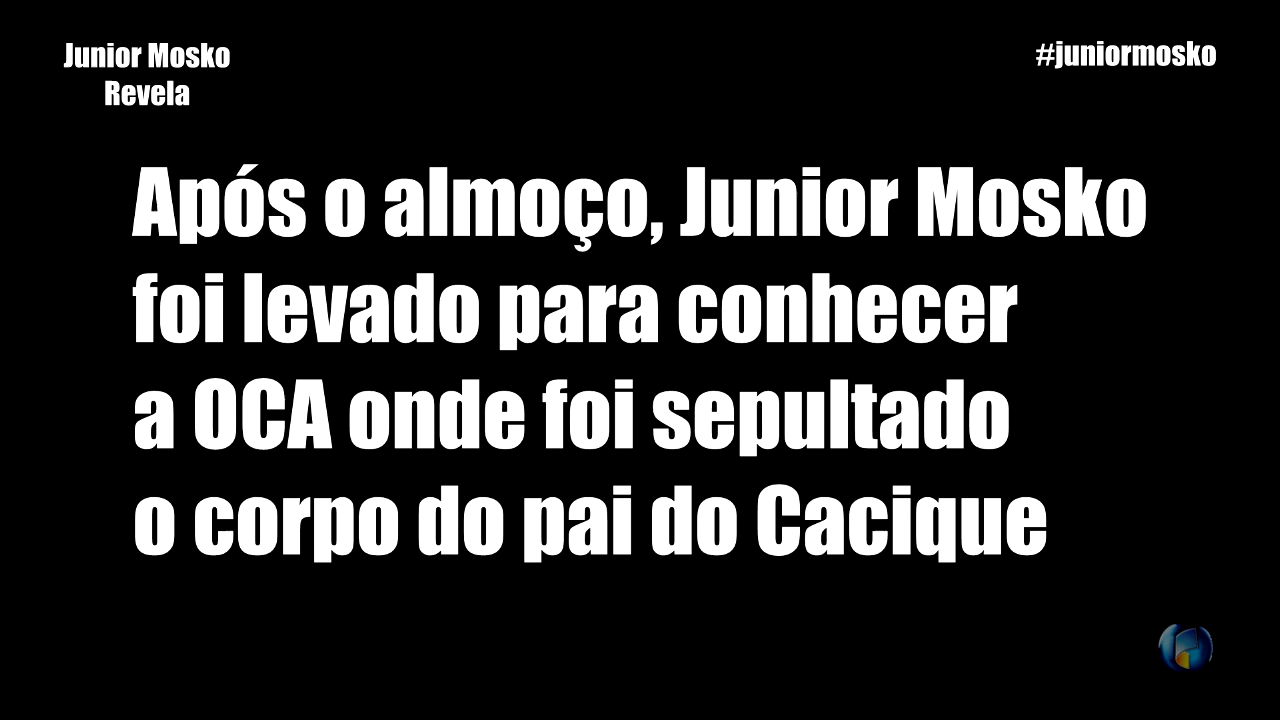 Junior Mosko
Revela
#juniormosko
Após o almoço, Junior Mosko
foi levado para conhecer
a OCA onde foi sepultado
o corpo do pai do Cacique